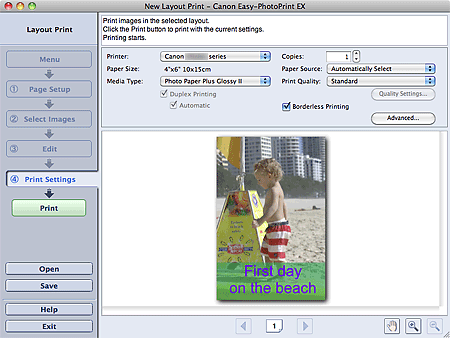 New Layout Print – Canon Easy-PhotoPrint EX
Layout Print
Menu
① Page Setup
② Select Images
③ Edit
④ Print Settings
Print
Open
Save
Help
Exit
Print images in the selected layout.
Click the Print button to print with the current settings.
Printing starts.
Printer: Canon series
Copies: 1
Paper Size: 4"x6" 10x15cm
Paper Source: Automatically Select
Media Type: Photo Paper Plus Glossy II
Print Quality: Standard
Duplex Printing
Quality Settings...
Automatic
Borderless Printing
Advanced...
First day
on the beach
1